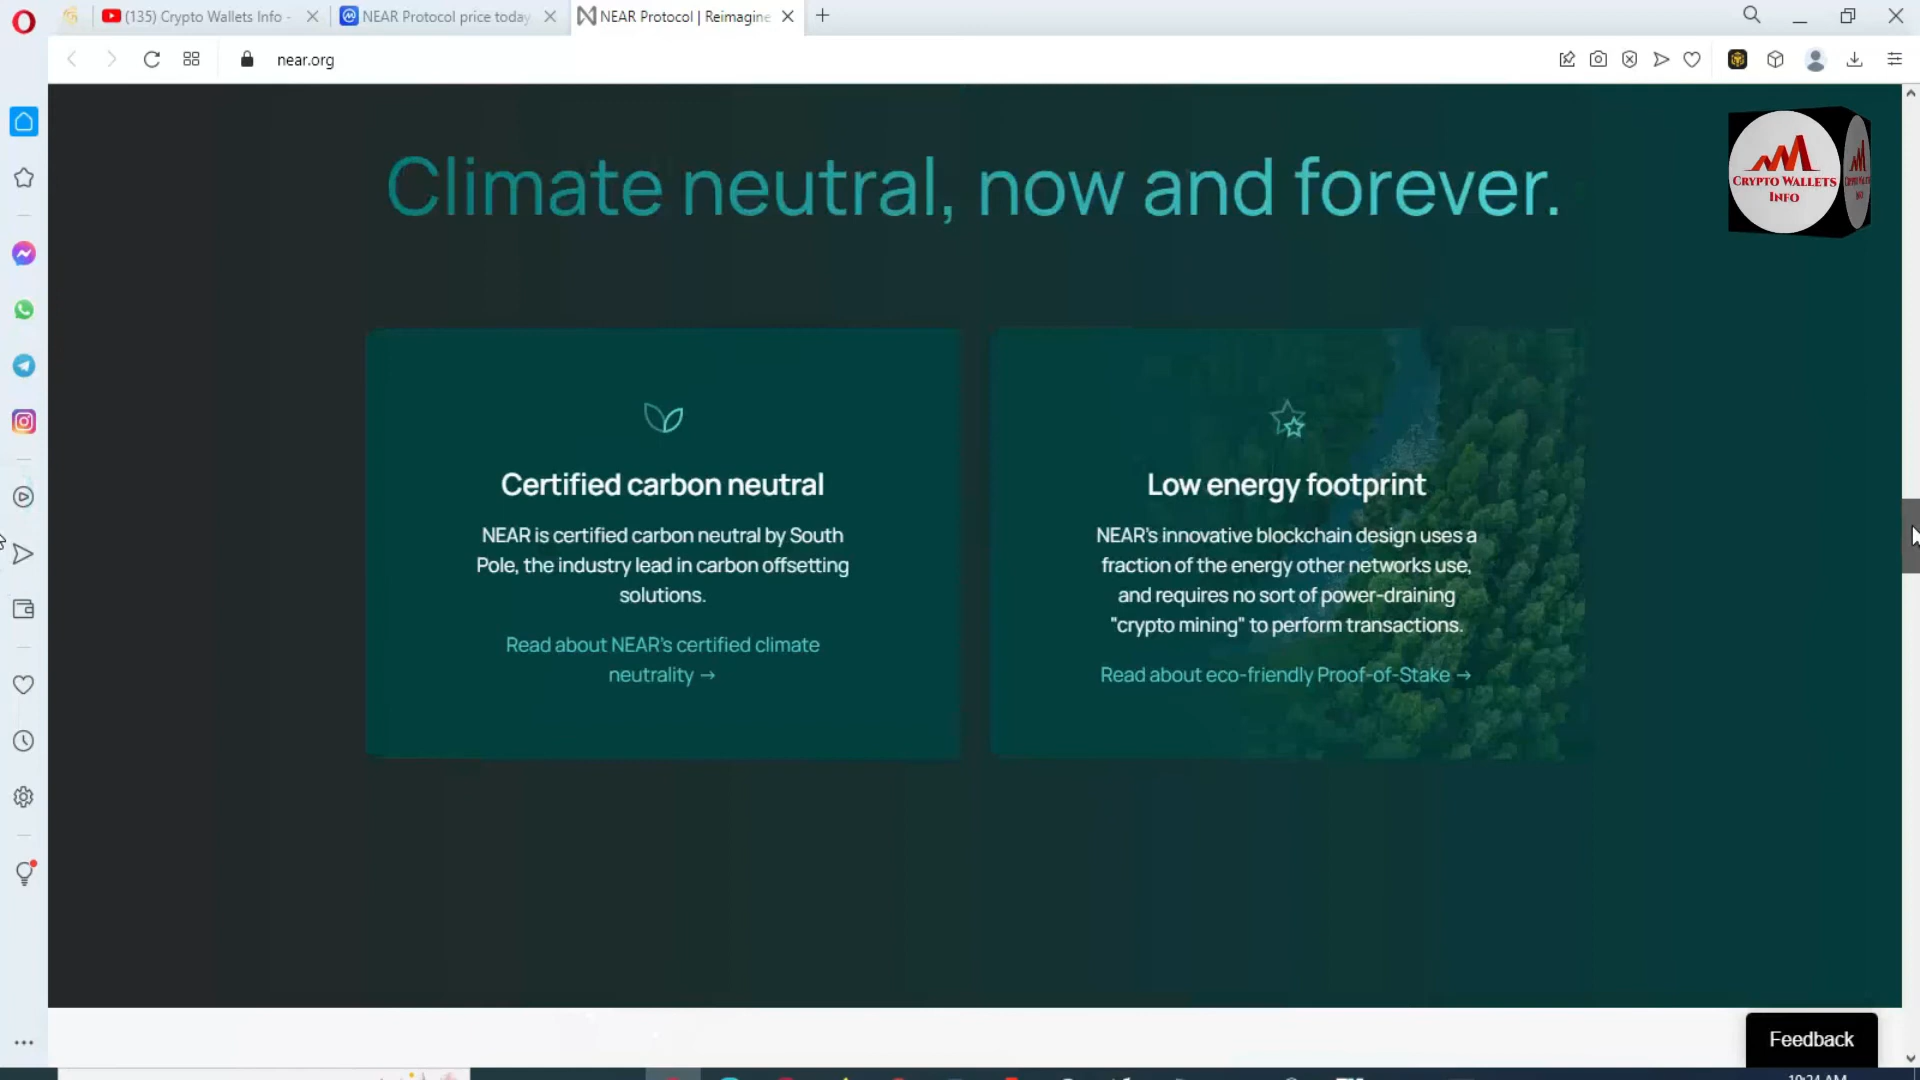 (135) Crypto Wallets Info -
NEAR Protocol price today
NEAR Protocol | Reimagine
near.org
Climate neutral, now and forever.
CRYPTO WALLETS
INFO
Certified carbon neutral
NEAR is certified carbon neutral by South
Pole, the industry lead in carbon offsetting
solutions.
Read about NEAR's certified climate
neutrality →
Low energy footprint
NEAR's innovative blockchain design uses a
fraction of the energy other networks use,
and requires no sort of power-draining
"crypto mining" to perform transactions.
Read about eco-friendly Proof-of-Stake →
Feedback
10:24 AM